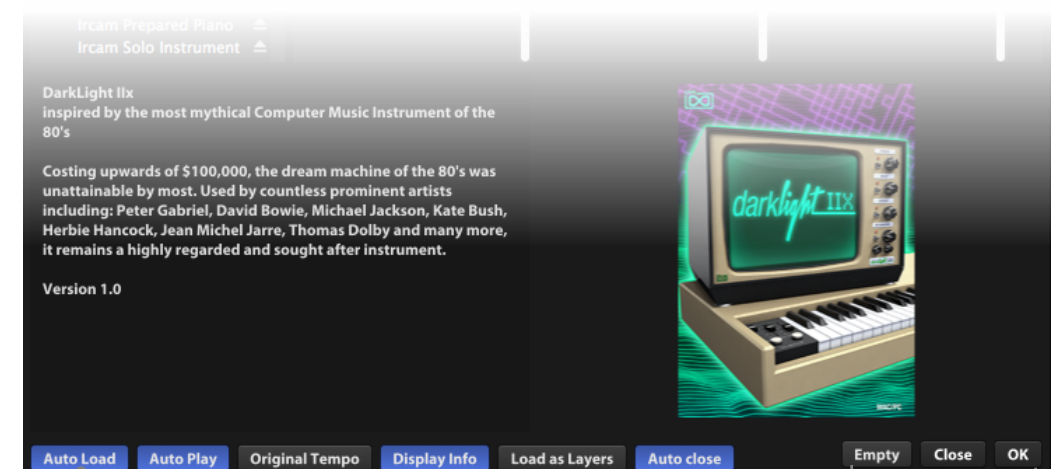 Ircam Prepared Piano
Ircam Solo Instrument
DarkLight IIx
inspired by the most mythical Computer Music Instrument of the
80's
Costing upwards of $100,000, the dream machine of the 80's was
unattainable by most. Used by countless prominent artists
including: Peter Gabriel, David Bowie, Michael Jackson, Kate Bush,
Herbie Hancock, Jean Michel Jarre, Thomas Dolby and many more,
it remains a highly regarded and sought after instrument.
Version 1.0
darklight IIX
MAC/PC
Auto Load Auto Play Original Tempo Display Info Load as Layers Auto close Empty Close OK